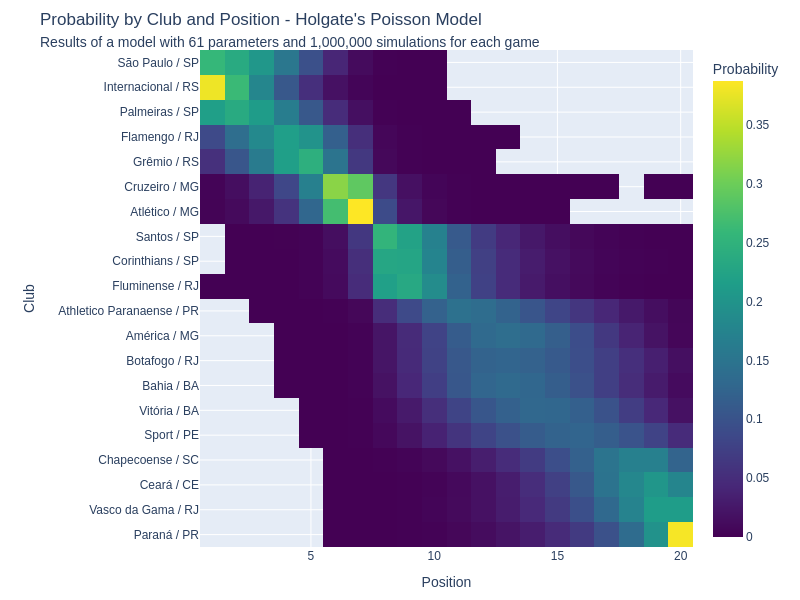 Probability by Club and Position - Holgate's Poisson Model
Results of a model with 61 parameters and 1,000,000 simulations for each game
Probability
São Paulo / SP
Internacional / RS
Palmeiras / SP
Flamengo / RJ
Grêmio / RS
Cruzeiro / MG
Atlético / MG
Santos / SP
Corinthians / SP
Fluminense / RJ
Athletico Paranaense / PR
América / MG
Botafogo / RJ
Bahia / BA
Vitória / BA
Sport / PE
Chapecoense / SC
Ceará / CE
Vasco da Gama / RJ
Paraná / PR
Club
5
10
15
20
Position
0.35
0.3
0.25
0.2
0.15
0.1
0.05
0